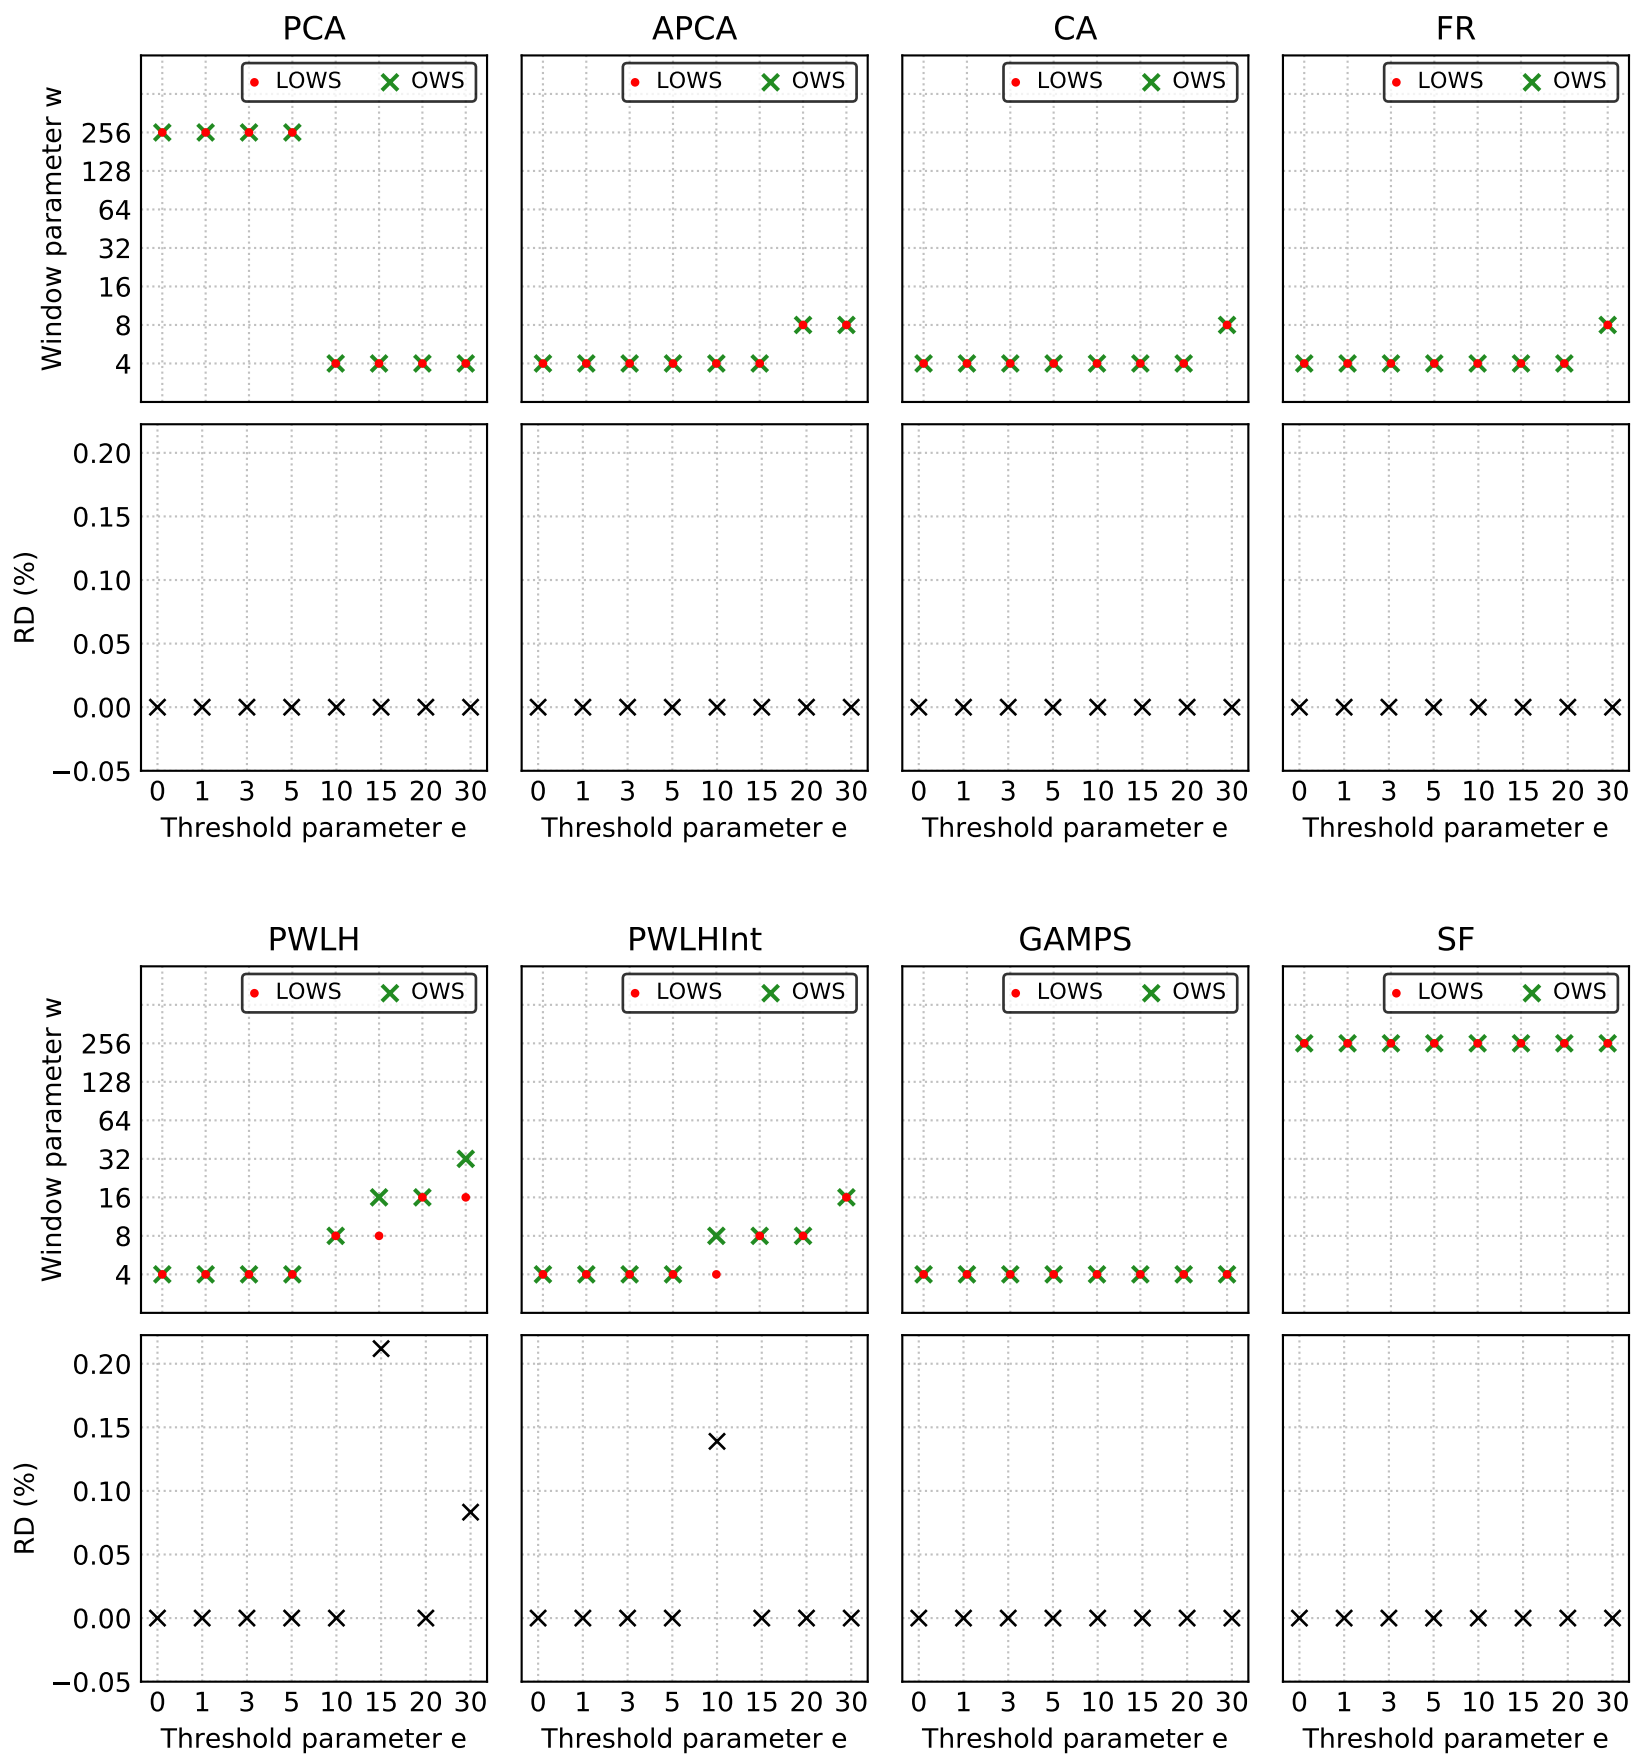 PCA APCA CA FR
LOWS OWS LOWS OWS LOWS OWS LOWS OWS
Window parameter w
256
128
64
32
16
8
4
RD (%)
0.20
0.15
0.10
0.05
0.00
−0.05
0 1 3 5 10 15 20 30 0 1 3 5 10 15 20 30 0 1 3 5 10 15 20 30 0 1 3 5 10 15 20 30
Threshold parameter e Threshold parameter e Threshold parameter e Threshold parameter e
PWLH PWLHInt GAMPS SF
LOWS OWS LOWS OWS LOWS OWS LOWS OWS
Window parameter w
256
128
64
32
16
8
4
RD (%)
0.20
0.15
0.10
0.05
0.00
−0.05
0 1 3 5 10 15 20 30 0 1 3 5 10 15 20 30 0 1 3 5 10 15 20 30 0 1 3 5 10 15 20 30
Threshold parameter e Threshold parameter e Threshold parameter e Threshold parameter e